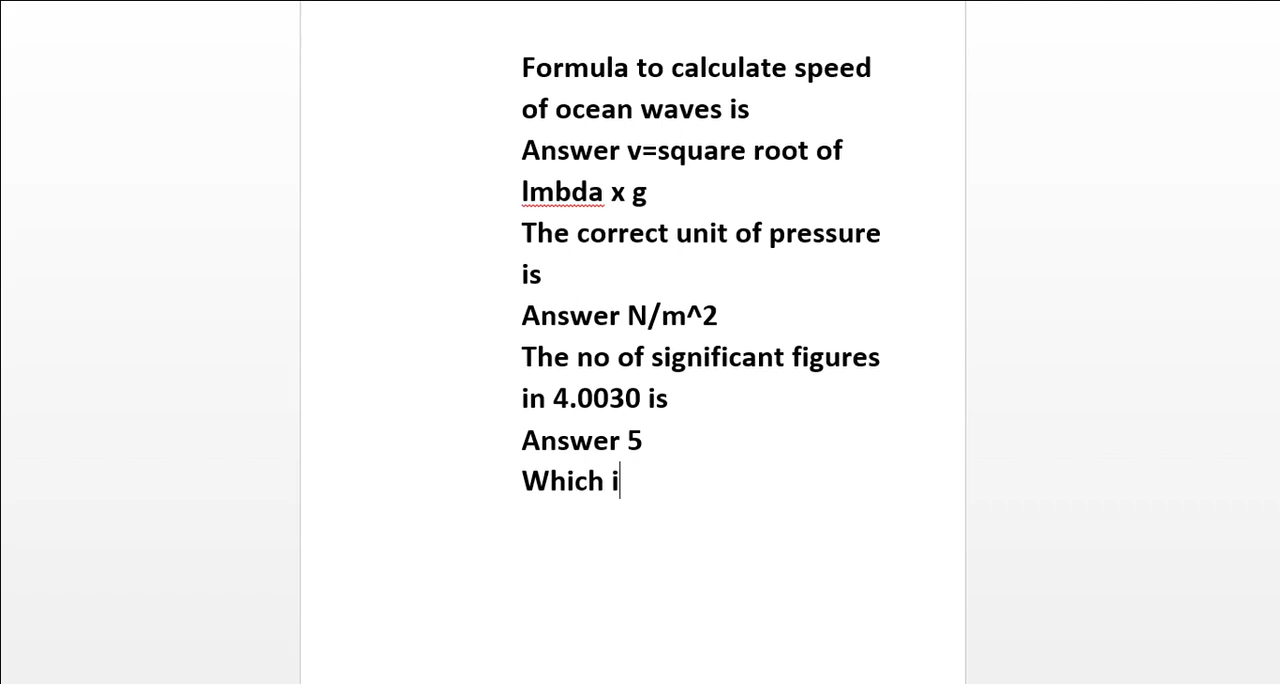 Formula to calculate speed
of ocean waves is
Answer v=square root of
lmbda x g
The correct unit of pressure
is
Answer N/m^2
The no of significant figures
in 4.0030 is
Answer 5
Which i